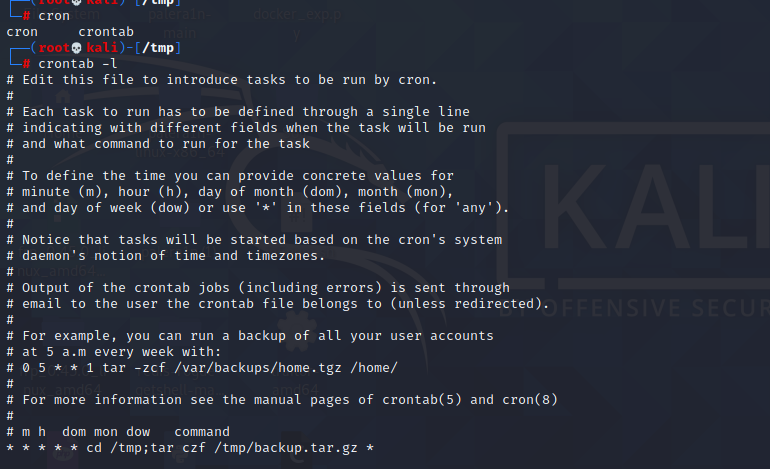 (root💀kali)-[/tmp]
# cron
cron crontab
(root💀kali)-[/tmp]
# crontab -l
# Edit this file to introduce tasks to be run by cron.
#
# Each task to run has to be defined through a single line
# indicating with different fields when the task will be run
# and what command to run for the task
#
# To define the time you can provide concrete values for
# minute (m), hour (h), day of month (dom), month (mon),
# and day of week (dow) or use '*' in these fields (for 'any').
#
# Notice that tasks will be started based on the cron's system
# daemon's notion of time and timezones.
#
# Output of the crontab jobs (including errors) is sent through
# email to the user the crontab file belongs to (unless redirected).
#
# For example, you can run a backup of all your user accounts
# at 5 a.m every week with:
# 0 5 * * 1 tar -zcf /var/backups/home.tgz /home/
#
# For more information see the manual pages of crontab(5) and cron(8)
#
# m h  dom mon dow   command
* * * * * cd /tmp;tar czf /tmp/backup.tar.gz *
KALI
BY OFFENSIVE SECUR